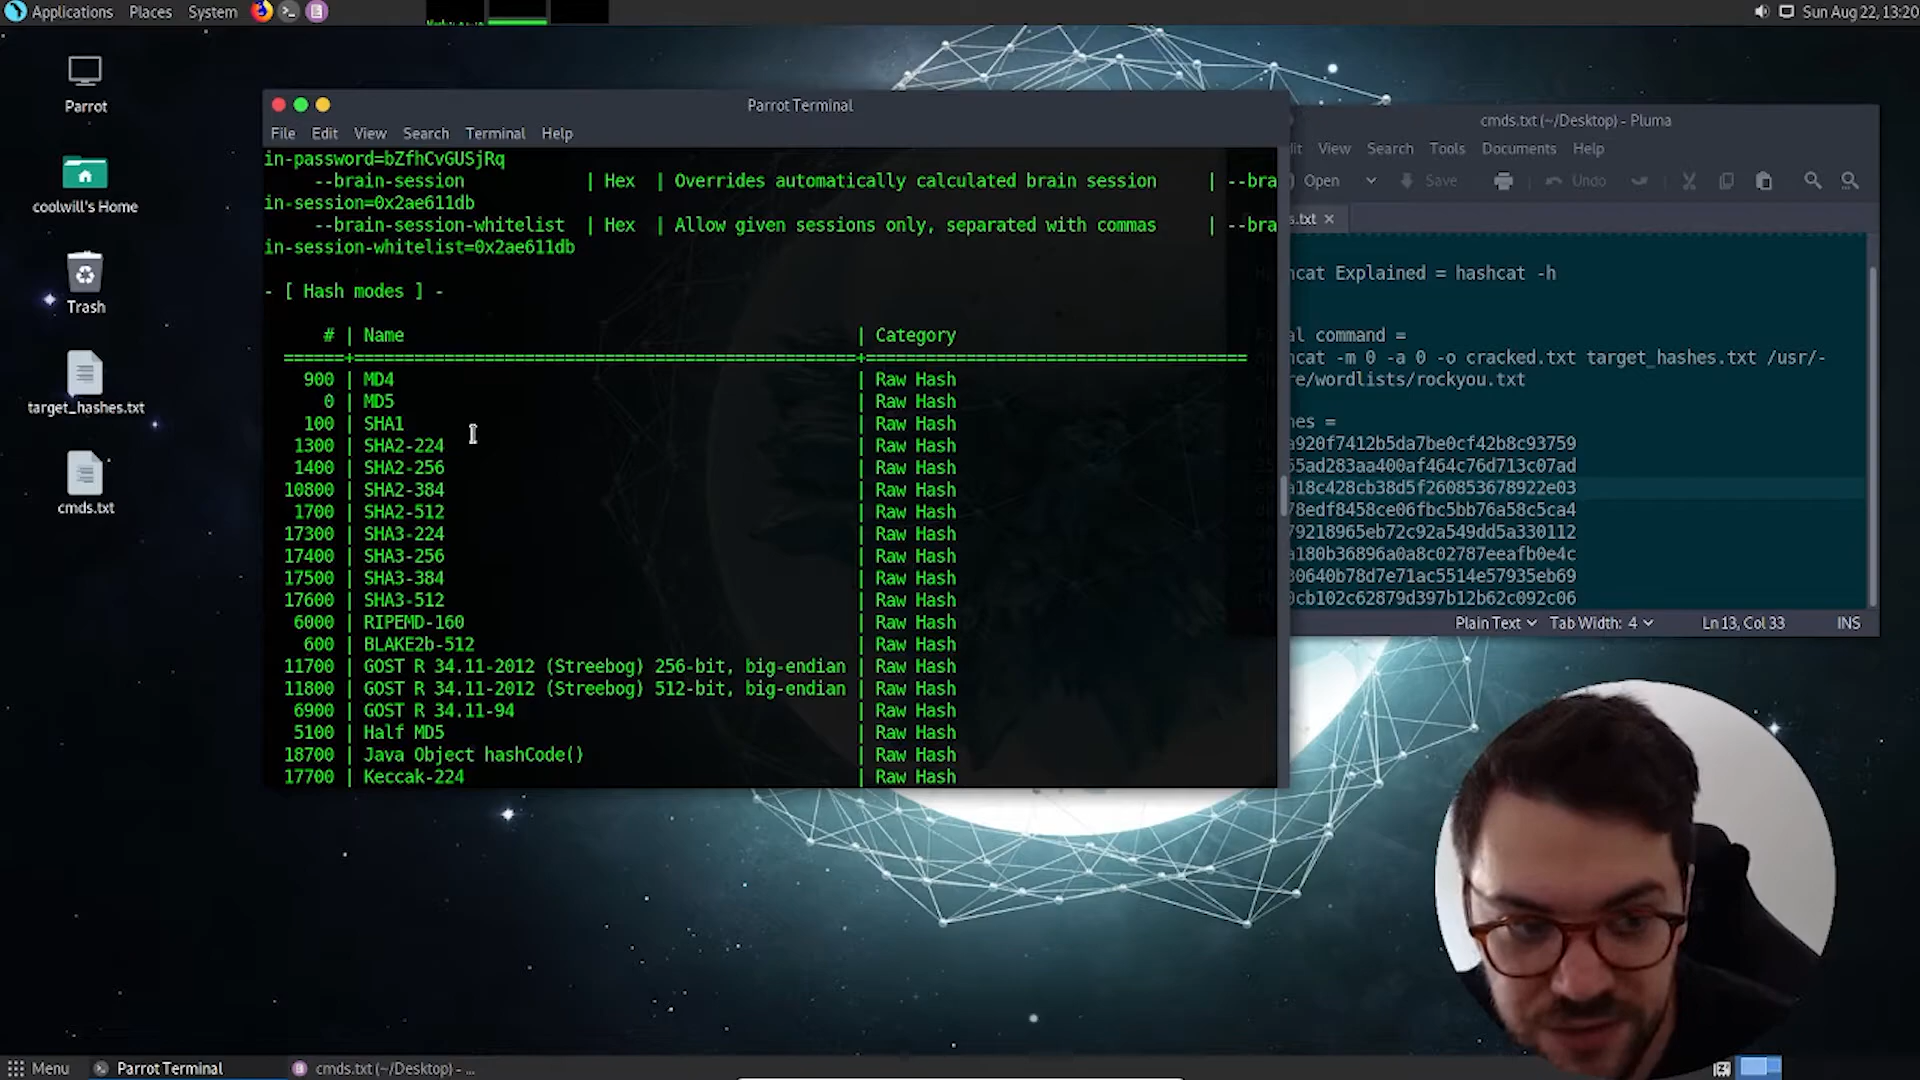 Applications Places System
Sun Aug 22, 13:20
Parrot
coolwill's Home
Trash
target_hashes.txt
cmds.txt
Parrot Terminal
File Edit View Search Terminal Help
in-password=bZfhCvGUSjRq
--brain-session | Hex | Overrides automatically calculated brain session | --bra
in-session=0x2ae611db
--brain-session-whitelist | Hex | Allow given sessions only, separated with commas | --bra
in-session-whitelist=0x2ae611db
- [ Hash modes ] -
# | Name | Category
======+==================================================+======================================
900 | MD4 | Raw Hash
0 | MD5 | Raw Hash
100 | SHA1 | Raw Hash
1300 | SHA2-224 | Raw Hash
1400 | SHA2-256 | Raw Hash
10800 | SHA2-384 | Raw Hash
1700 | SHA2-512 | Raw Hash
17300 | SHA3-224 | Raw Hash
17400 | SHA3-256 | Raw Hash
17500 | SHA3-384 | Raw Hash
17600 | SHA3-512 | Raw Hash
6000 | RIPEMD-160 | Raw Hash
600 | BLAKE2b-512 | Raw Hash
11700 | GOST R 34.11-2012 (Streebog) 256-bit, big-endian | Raw Hash
11800 | GOST R 34.11-2012 (Streebog) 512-bit, big-endian | Raw Hash
6900 | GOST R 34.11-94 | Raw Hash
5100 | Half MD5 | Raw Hash
18700 | Java Object hashCode() | Raw Hash
17700 | Keccak-224 | Raw Hash
cmds.txt (~/Desktop) - Pluma
it View Search Tools Documents Help
Open Save Undo
s.txt
cat Explained = hashcat -h
al command =
cat -m 0 -a 0 -o cracked.txt target_hashes.txt /usr/-
e/wordlists/rockyou.txt
es =
a920f7412b5da7be0cf42b8c93759
55ad283aa400af464c76d713c07ad
a18c428cb38d5f260853678922e03
78edf8458ce06fbc5bb76a58c5ca4
79218965eb72c92a549dd5a330112
a180b36896a0a8c02787eeafb0e4c
30640b78d7e71ac5514e57935eb69
0cb102c62879d397b12b62c092c06
Plain Text Tab Width: 4 Ln 13, Col 33 INS
Menu Parrot Terminal cmds.txt (~/Desktop) - ...